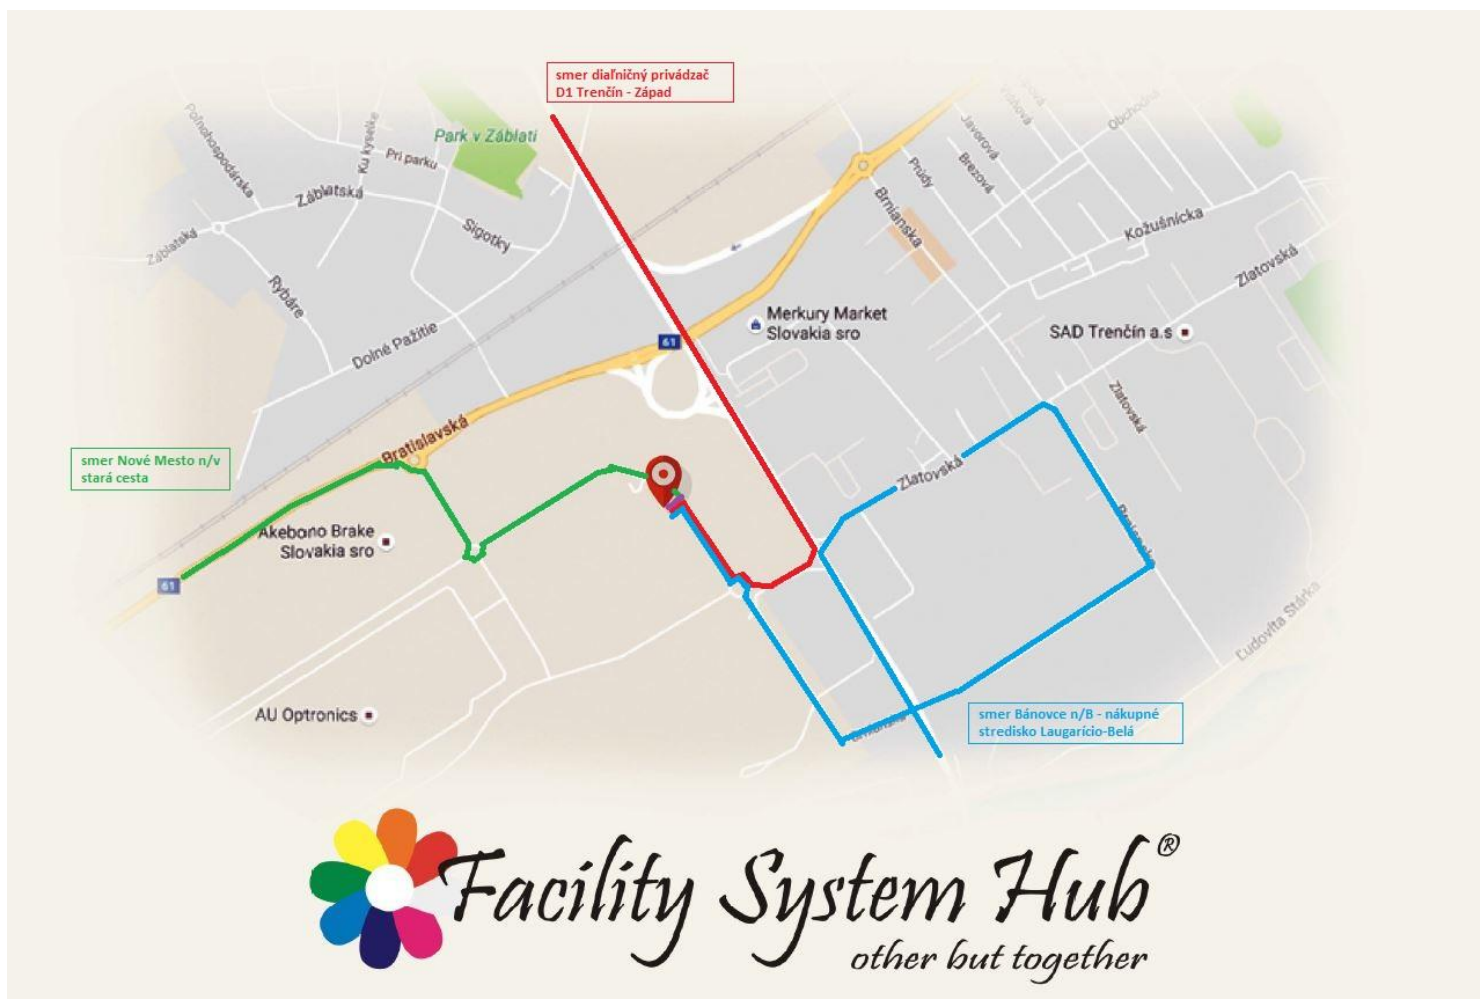 smer diaľničný privádzač
D1 Trenčín - Západ
Park v Záblatí
Poľnohospodárska
Ku kyselke
Pri parku
Záblatská
Záblatská
Sigotky
Rybáre
Dolné Pažitie
Javorová
Brezová
Prúdy
Obchodná
Brnianska
Kožušnícka
Zlatovská
Merkury Market
Slovakia sro
61
SAD Trenčín a.s
Zlatovská
Bratislavská
smer Nové Mesto n/v
stará cesta
Zlatovská
Brnianska
Akebono Brake
Slovakia sro
61
Ľudovíta Stárka
AU Optronics
smer Bánovce n/B - nákupné
stredisko Laugarício-Belá
Facility System Hub®
other but together